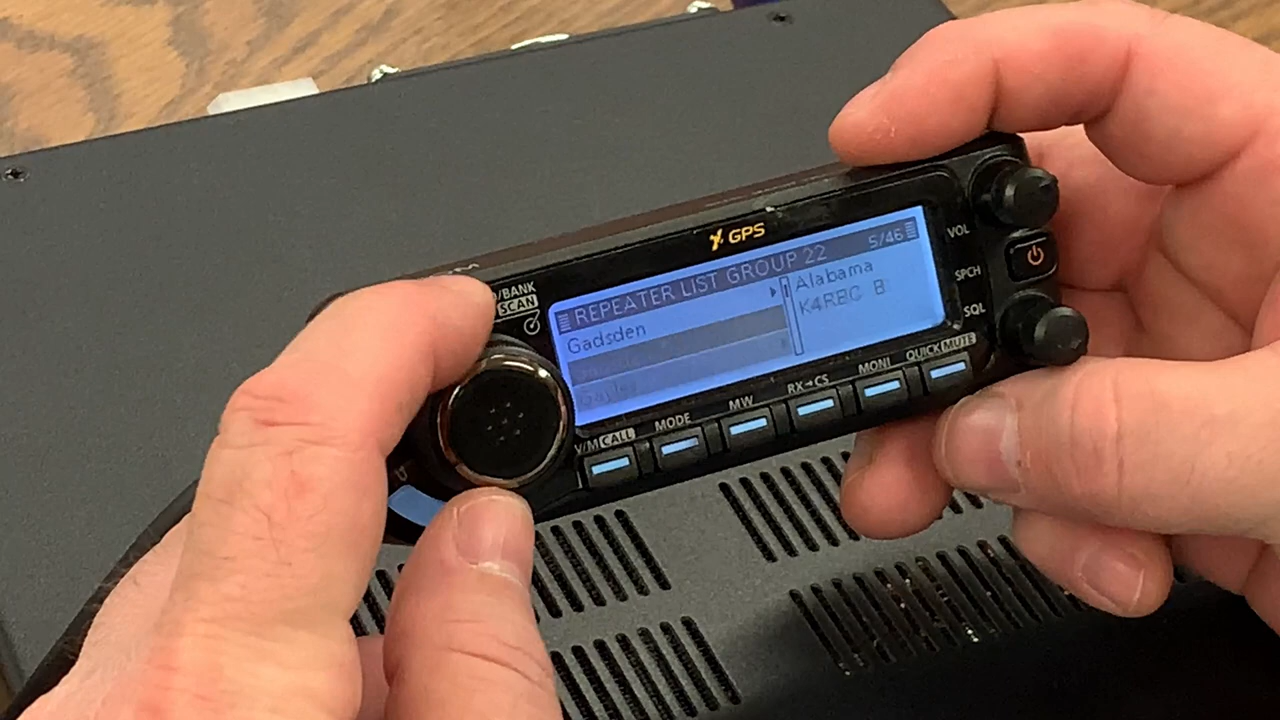 GPS
/BANK
SCAN
REPEATER LIST GROUP 22 5/46
Gadsden
Alabama
K4RBC B
VOL
SPCH
SQL
V/M CALL
MODE
MW
RX→CS
MONI
QUICK MUTE